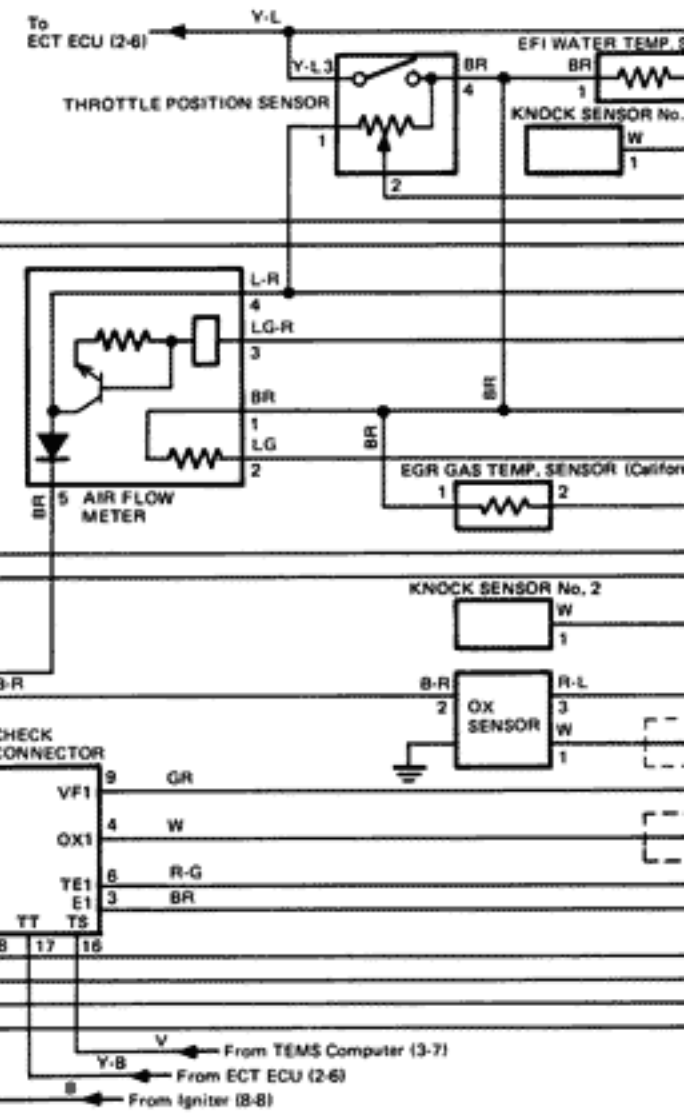 To
ECT ECU (2-6)
Y-L
EFI WATER TEMP. S
Y-L 3
BR
4
BR
1
THROTTLE POSITION SENSOR
1
2
KNOCK SENSOR No.
W
1
L-R
4
LG-R
3
BR
1
LG
2
BR
BR
BR
5
AIR FLOW
METER
EGR GAS TEMP. SENSOR (Califor
1
2
KNOCK SENSOR No. 2
W
1
B-R
B-R
2
OX
SENSOR
R-L
3
W
1
CHECK
CONNECTOR
VF1
9
GR
OX1
4
W
TE1
6
R-G
E1
3
BR
TT
TS
8
17
16
V
From TEMS Computer (3-7)
Y-B
From ECT ECU (2-6)
B
From Igniter (8-8)